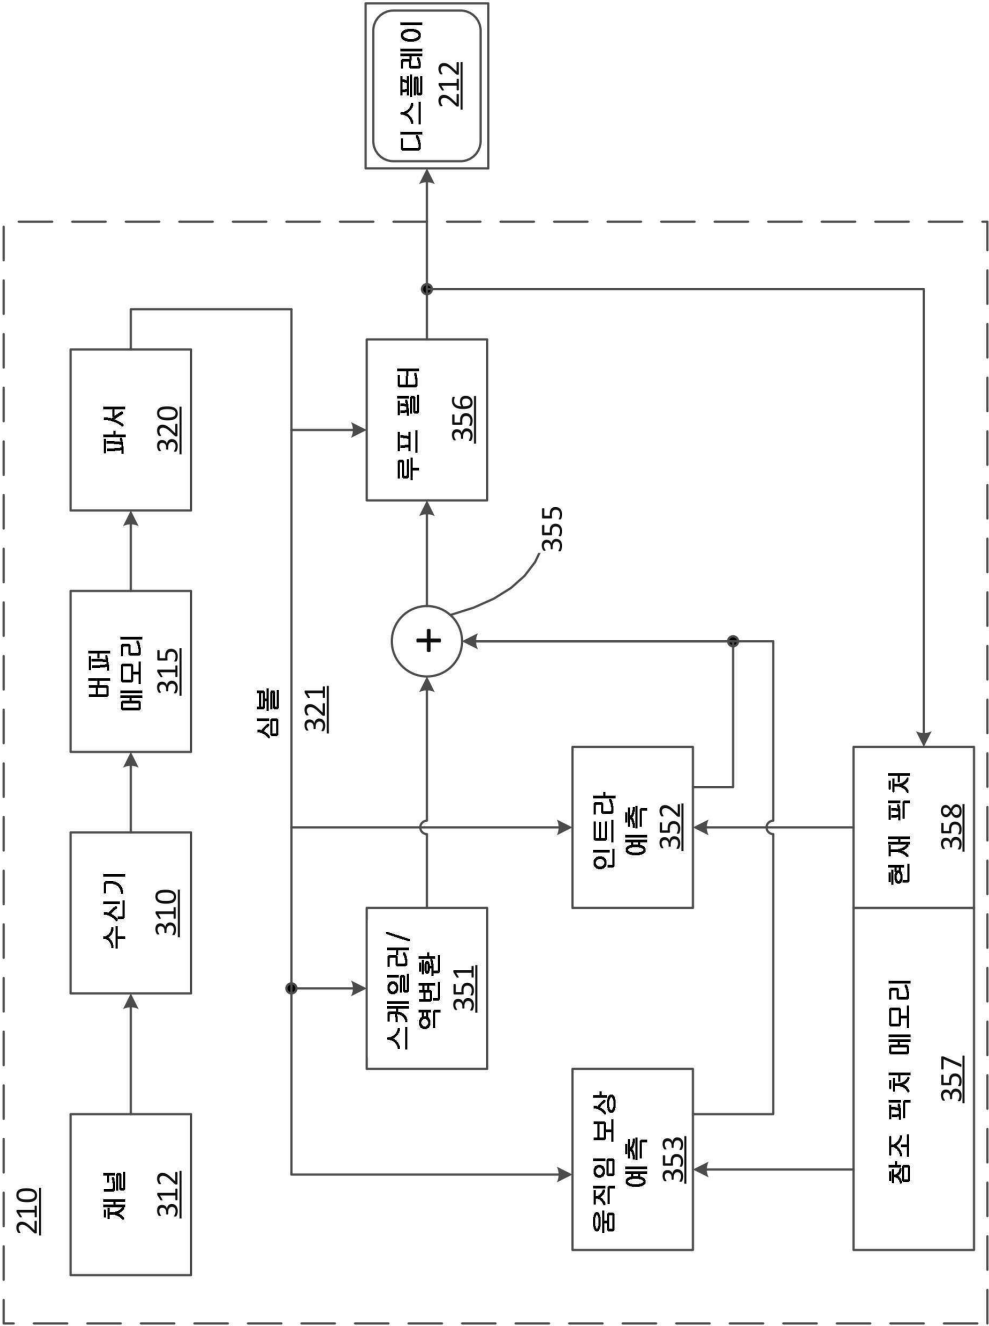 210
채널
312
수신기
310
버퍼
메모리
315
파서
320
심볼
321
스케일러/
역변환
351
355
루프 필터
356
디스플레이
212
움직임 보상
예측
353
인트라
예측
352
참조 픽처 메모리
357
현재 픽처
358
+